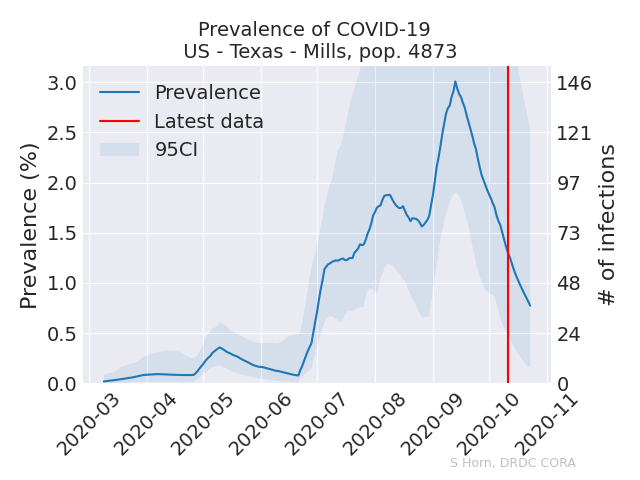 Prevalence of COVID-19
US - Texas - Mills, pop. 4873
Prevalence (%)
3.0
2.5
2.0
1.5
1.0
0.5
0.0
Prevalence
Latest data
95CI
146
121
97
73
48
24
0
# of infections
2020-03
2020-04
2020-05
2020-06
2020-07
2020-08
2020-09
2020-10
2020-11
S Horn, DRDC CORA